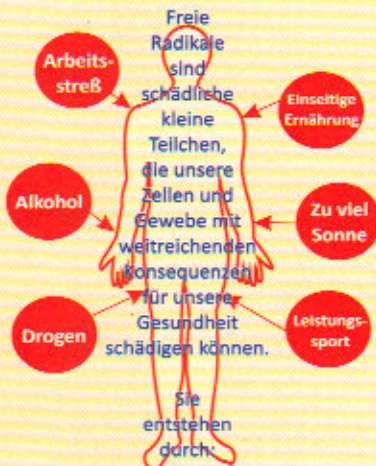 Freie
Radikale
sind
schädliche
kleine
Teilchen,
die unsere
Zellen und
Gewebe mit
weitreichenden
Konsequenzen
für unsere
Gesundheit
schädigen können.
Sie
entstehen
durch:
Arbeits-
streß
Einseitige
Ernährung
Alkohol
Zu viel
Sonne
Drogen
Leistungs-
sport